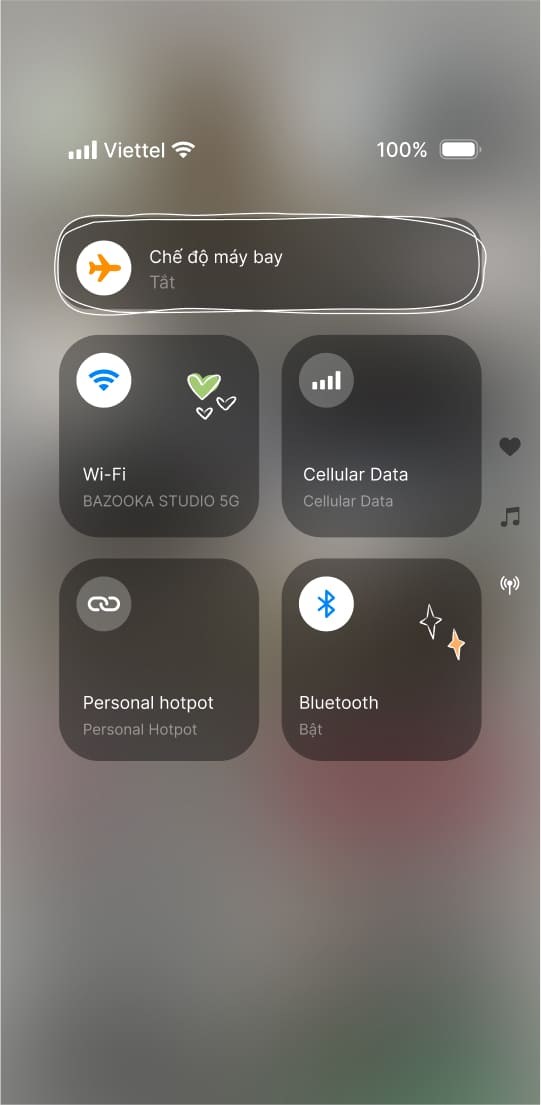 Viettel 100%
Chế độ máy bay
Tắt
Wi-Fi
BAZOOKA STUDIO 5G
Cellular Data
Cellular Data
Personal hotpot
Personal Hotpot
Bluetooth
Bật